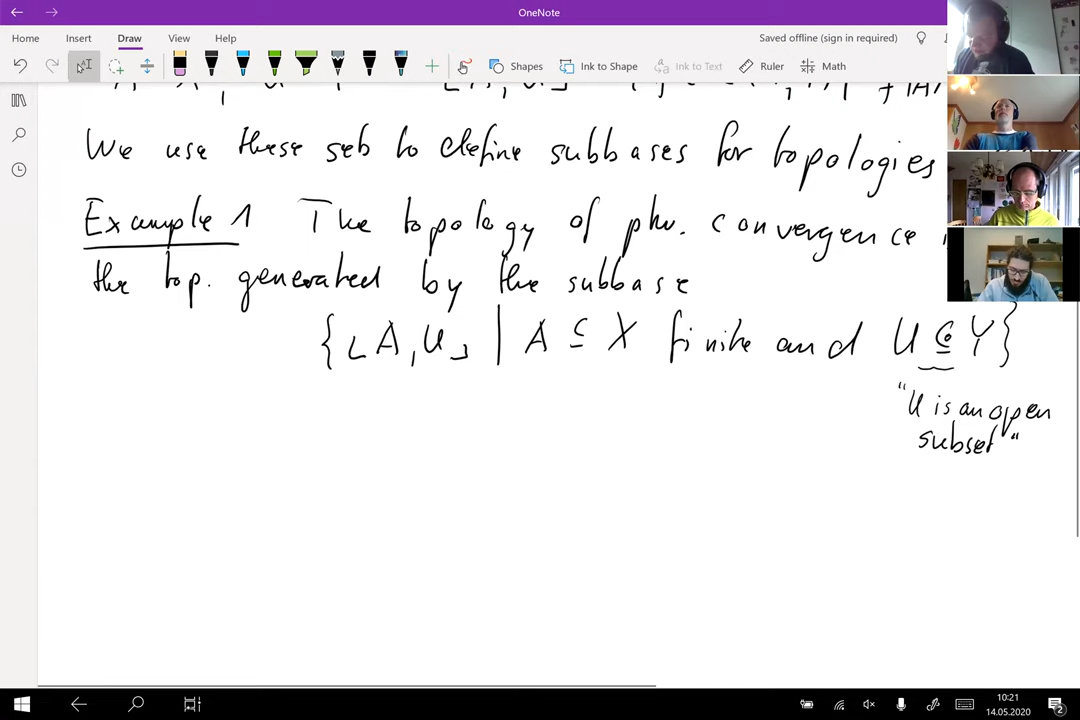 OneNote
Home Insert Draw View Help
Saved offline (sign in required)
Shapes Ink to Shape Ink to Text Ruler Math
We use these sets to define subbases for topologies
Example 1 The topology of ptw. convergence
the top. generated by the subbase
{⌊A, U⌋ | A ⊆ X finite and U ⊆ₒ Y}
"U is an open
subset"
10:21
14.05.2020
2